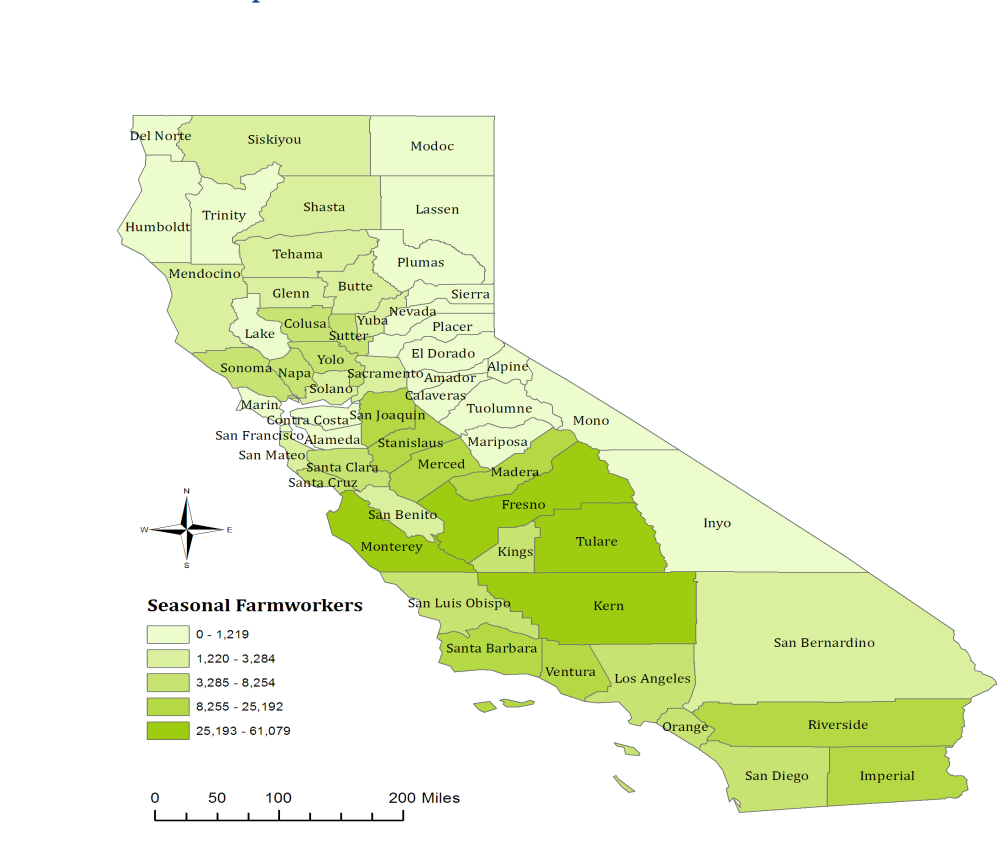 Del Norte
Siskiyou
Modoc
Humboldt
Trinity
Shasta
Lassen
Tehama
Plumas
Mendocino
Glenn
Butte
Sierra
Colusa
Yuba
Nevada
Lake
Sutter
Placer
Yolo
El Dorado
Sonoma
Napa
Sacramento
Amador
Alpine
Solano
Calaveras
Marin
Contra Costa
San Joaquin
Tuolumne
Mono
San Francisco
Alameda
Stanislaus
Mariposa
San Mateo
Santa Clara
Merced
Madera
Santa Cruz
San Benito
Fresno
Inyo
Monterey
Kings
Tulare
San Luis Obispo
Kern
San Bernardino
Santa Barbara
Ventura
Los Angeles
Orange
Riverside
San Diego
Imperial
N
W E
S
Seasonal Farmworkers
0 - 1,219
1,220 - 3,284
3,285 - 8,254
8,255 - 25,192
25,193 - 61,079
0 50 100 200 Miles